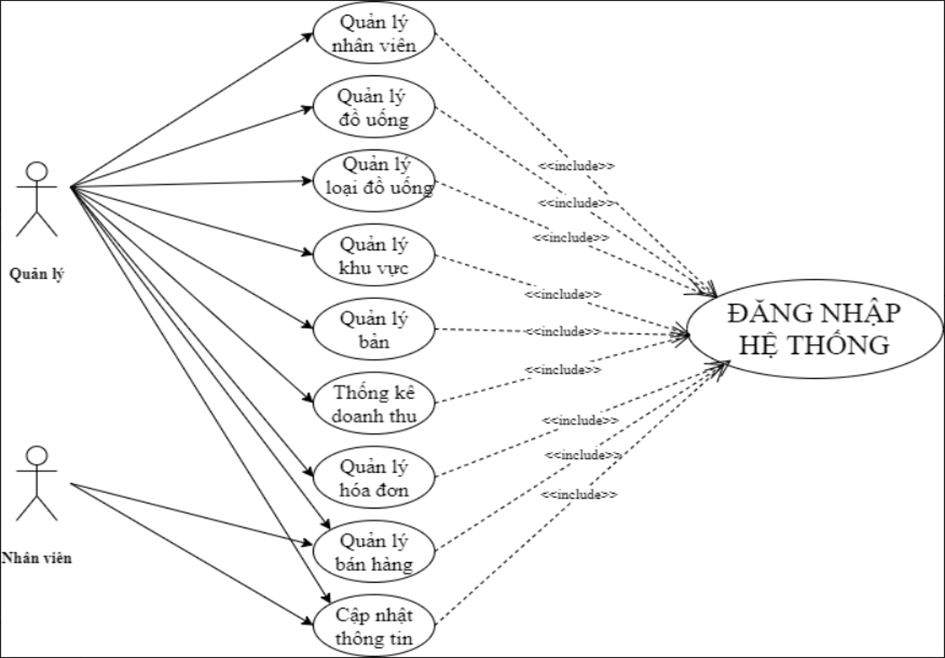 Quản lý
nhân viên
Quản lý
đồ uống
Quản lý
loại đồ uống
Quản lý
khu vực
Quản lý
bản
Thống kê
doanh thu
Quản lý
hóa đơn
Quản lý
bán hàng
Cập nhật
thông tin
Quản lý
Nhân viên
<<include>>
<<include>>
<<include>>
<<include>>
<<include>>
<<include>>
<<include>>
<<include>>
<<include>>
ĐĂNG NHẬP
HỆ THỐNG